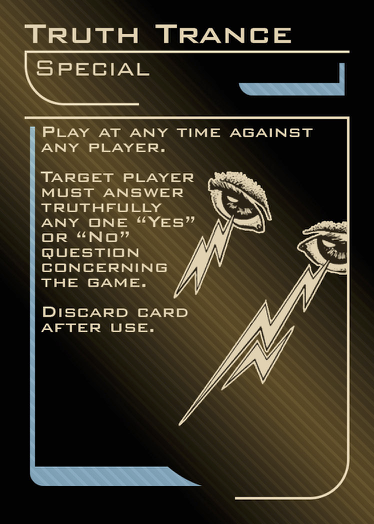 Truth Trance
Special
Play at any time against
any player.
Target player
must answer
truthfully
any one “Yes”
or “No”
question
concerning
the game.
Discard card
after use.